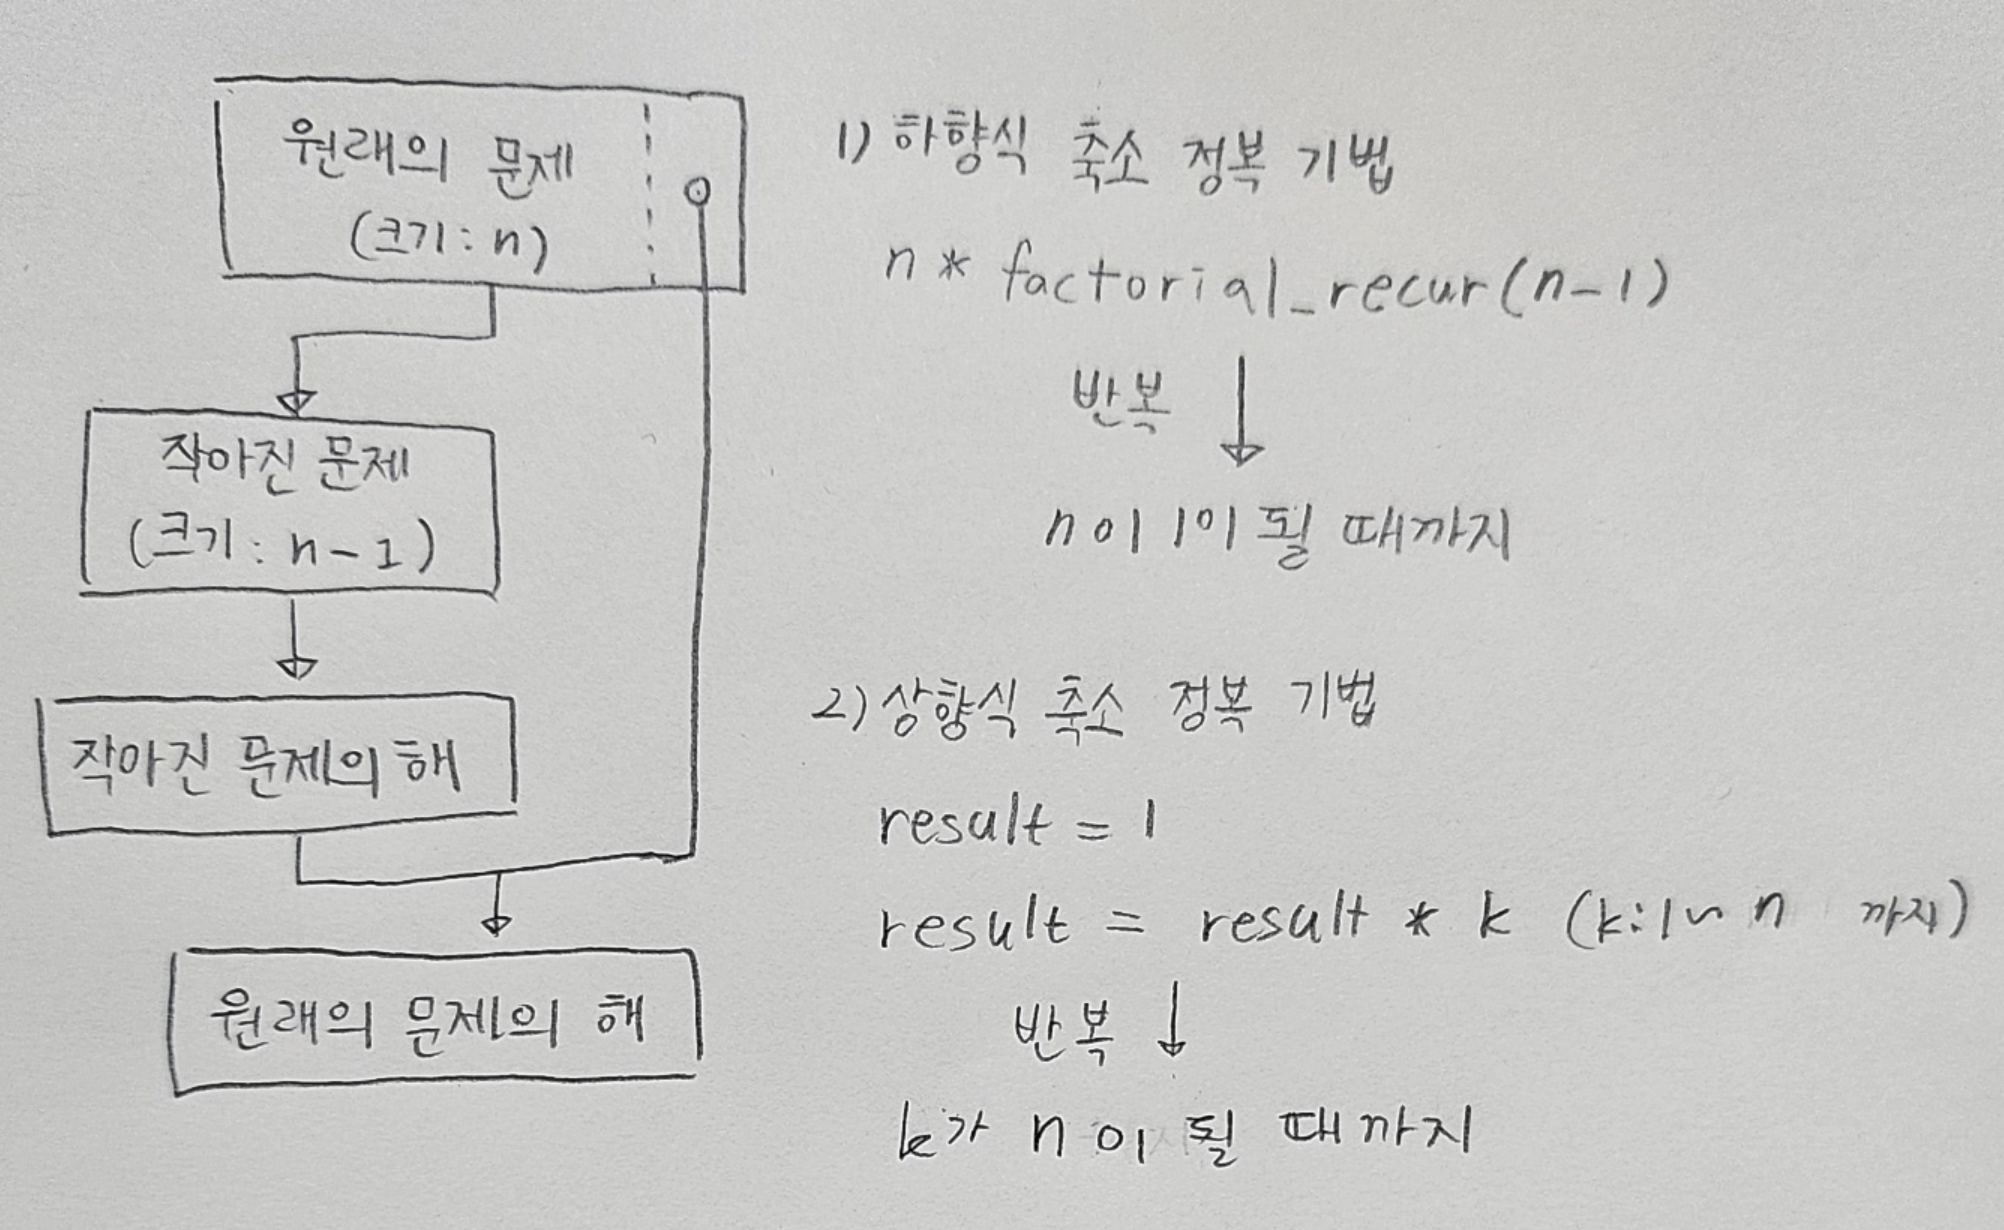 원래의 문제
(크기 : n)
작아진 문제
(크기 : n-1)
작아진 문제의 해
원래의 문제의 해
1) 하향식 축소 정복 기법
n * factorial_recur(n-1)
반복
n이 1이 될 때까지
2) 상향식 축소 정복 기법
result = 1
result = result * k (k:1~n 까지)
반복
k가 n이 될 때까지